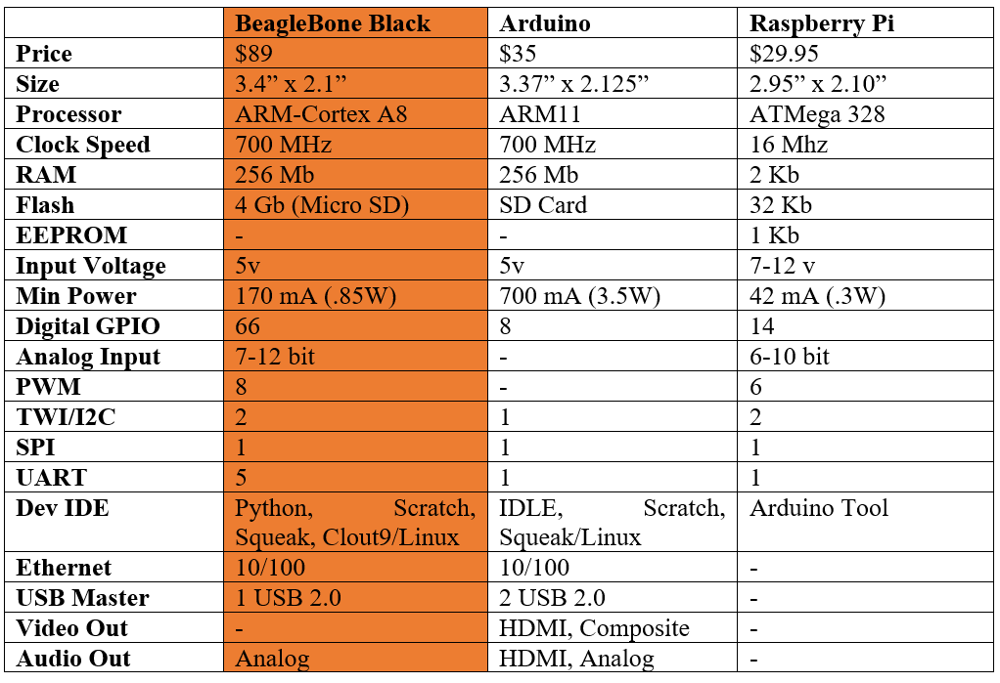 BeagleBone Black Arduino Raspberry Pi
Price $89 $35 $29.95
Size 3.4” x 2.1” 3.37” x 2.125” 2.95” x 2.10”
Processor ARM-Cortex A8 ARM11 ATMega 328
Clock Speed 700 MHz 700 MHz 16 Mhz
RAM 256 Mb 256 Mb 2 Kb
Flash 4 Gb (Micro SD) SD Card 32 Kb
EEPROM - - 1 Kb
Input Voltage 5v 5v 7-12 v
Min Power 170 mA (.85W) 700 mA (3.5W) 42 mA (.3W)
Digital GPIO 66 8 14
Analog Input 7-12 bit - 6-10 bit
PWM 8 - 6
TWI/I2C 2 1 2
SPI 1 1 1
UART 5 1 1
Dev IDE Python, Scratch, IDLE, Scratch, Arduino Tool
Squeak, Clout9/Linux Squeak/Linux
Ethernet 10/100 10/100 -
USB Master 1 USB 2.0 2 USB 2.0 -
Video Out - HDMI, Composite -
Audio Out Analog HDMI, Analog -